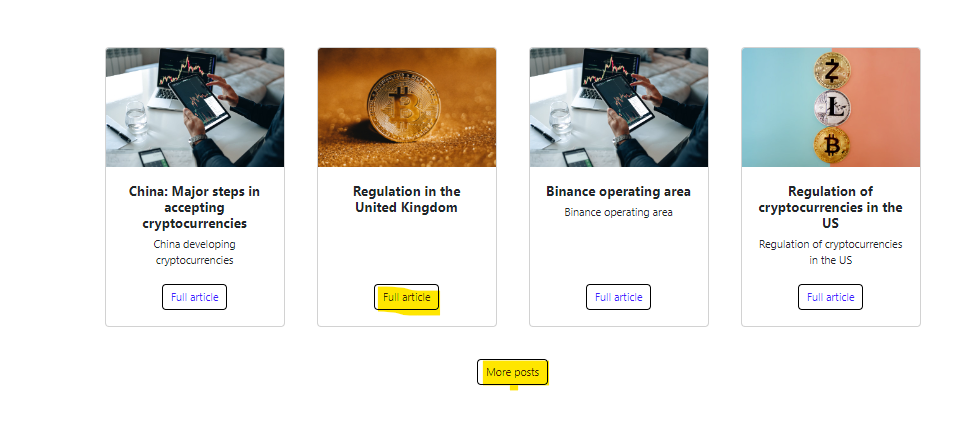 China: Major steps in
accepting
cryptocurrencies
China developing
cryptocurrencies
Full article
Regulation in the
United Kingdom
Full article
Binance operating area
Binance operating area
Full article
Regulation of
cryptocurrencies in the
US
Regulation of cryptocurrencies
in the US
Full article
More posts